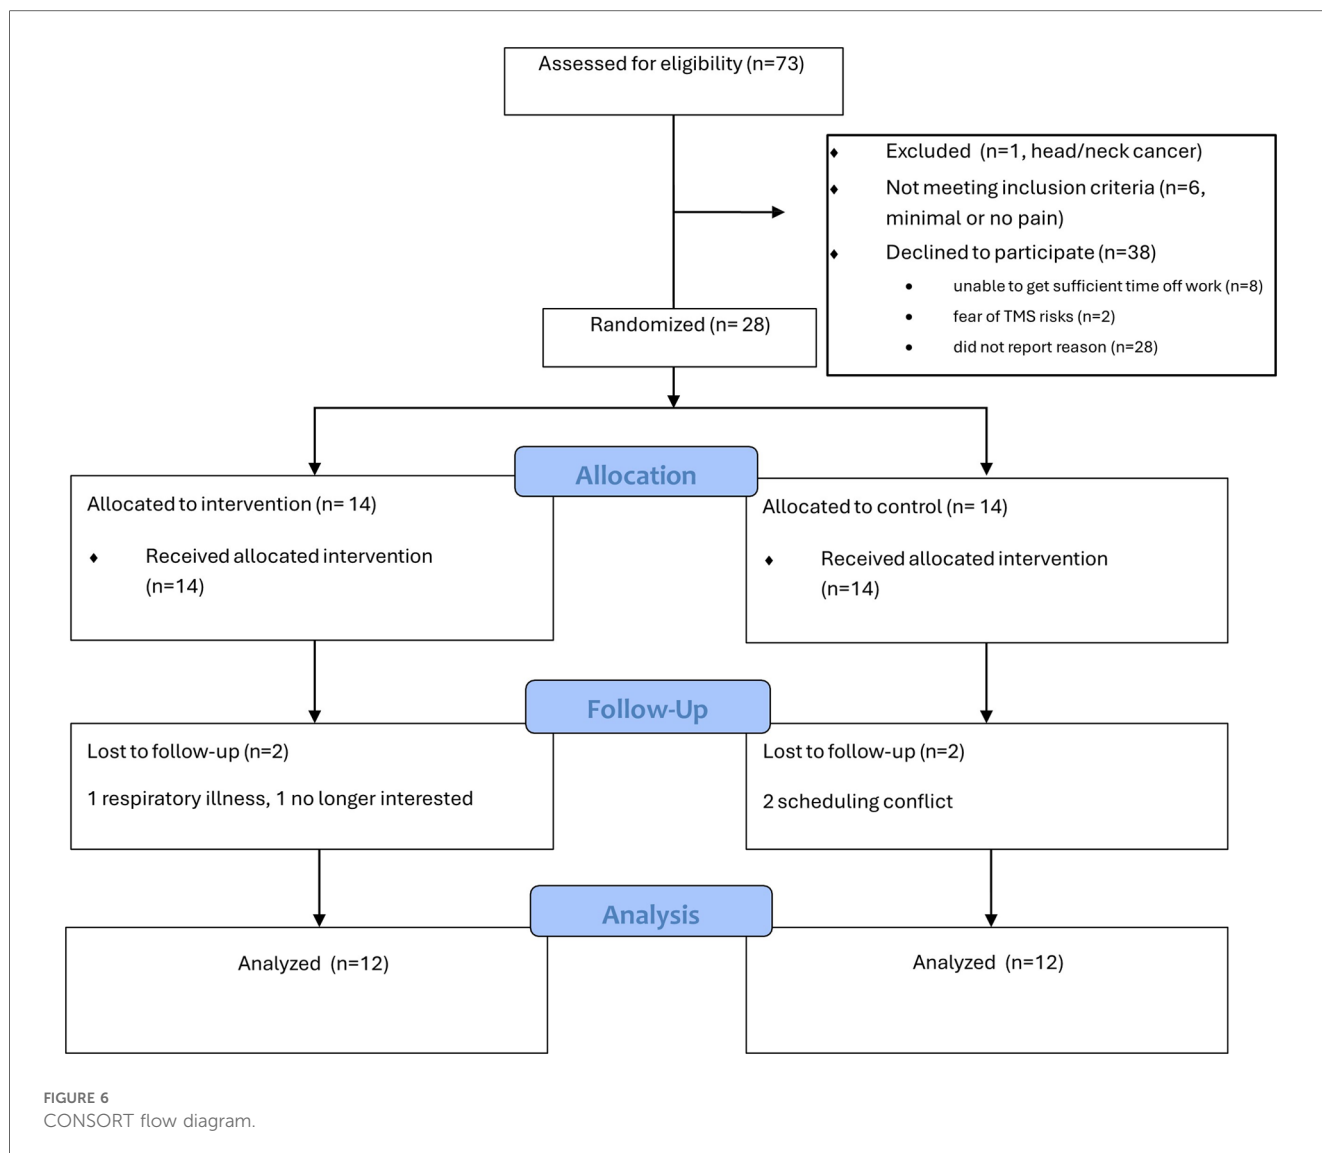 Assessed for eligibility (n=73)
♦ Excluded (n=1, head/neck cancer)
♦ Not meeting inclusion criteria (n=6,
minimal or no pain)
♦ Declined to participate (n=38)
• unable to get sufficient time off work (n=8)
• fear of TMS risks (n=2)
• did not report reason (n=28)
Randomized (n= 28)
Allocation
Allocated to intervention (n= 14)
♦ Received allocated intervention
(n=14)
Allocated to control (n= 14)
♦ Received allocated intervention
(n=14)
Follow-Up
Lost to follow-up (n=2)
1 respiratory illness, 1 no longer interested
Lost to follow-up (n=2)
2 scheduling conflict
Analysis
Analyzed (n=12)
Analyzed (n=12)
FIGURE 6
CONSORT flow diagram.